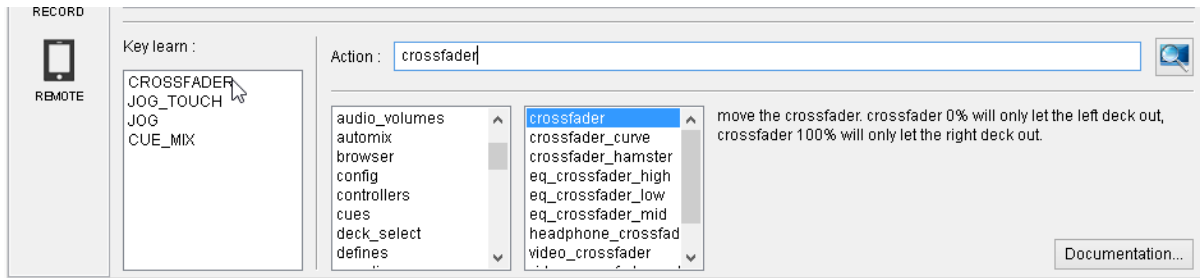 RECORD
REMOTE
Key learn :
CROSSFADER
JOG_TOUCH
JOG
CUE_MIX
Action :
crossfader
audio_volumes
automix
browser
config
controllers
cues
deck_select
defines
crossfader
crossfader_curve
crossfader_hamster
eq_crossfader_high
eq_crossfader_low
eq_crossfader_mid
headphone_crossfad
video_crossfader
move the crossfader. crossfader 0% will only let the left deck out,
crossfader 100% will only let the right deck out.
Documentation...